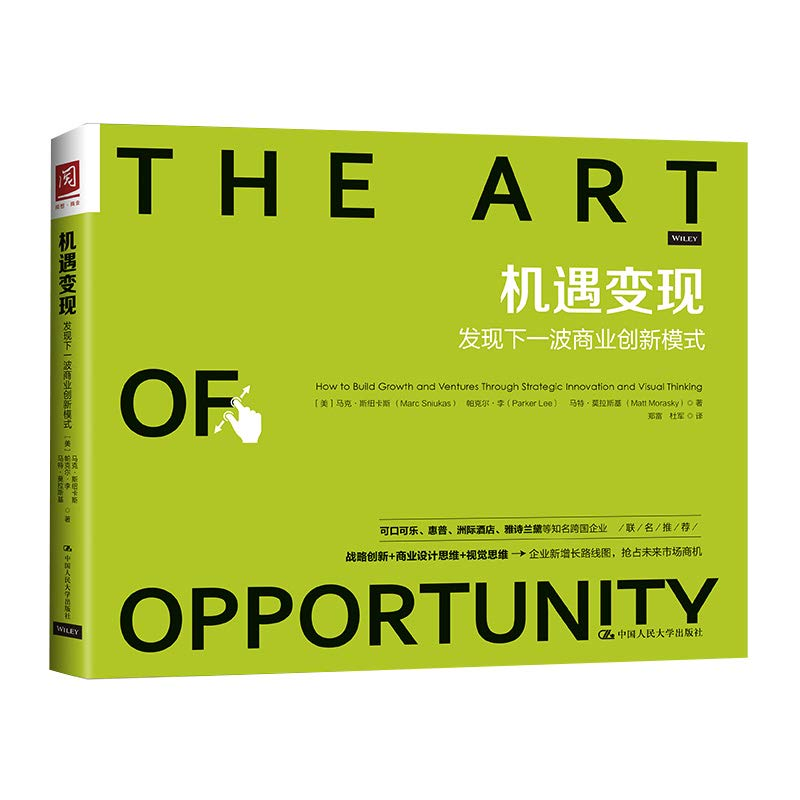 THE ART
WILEY
机遇变现
发现下一波商业创新模式
How to Build Growth and Ventures Through Strategic Innovation and Visual Thinking
[美] 马克·斯纽卡斯 (Marc Sniukas) 帕克尔·李 (Parker Lee) 马特·莫拉斯基 (Matt Morasky) ◎ 著
郑富 杜军 ◎ 译
OF
可口可乐、惠普、洲际酒店、雅诗兰黛等知名跨国企业 / 联 / 名 / 推 / 荐 /
战略创新+商业设计思维+视觉思维 → 企业新增长路线图,抢占未来市场商机
OPPORTUNITY
中国人民大学出版社
阅
阅想·商业
机遇变现
发现下一波商业创新模式
[美] 马克·斯纽卡斯
帕克尔·李
马特·莫拉斯基
◎ 著
中国人民大学出版社
WILEY